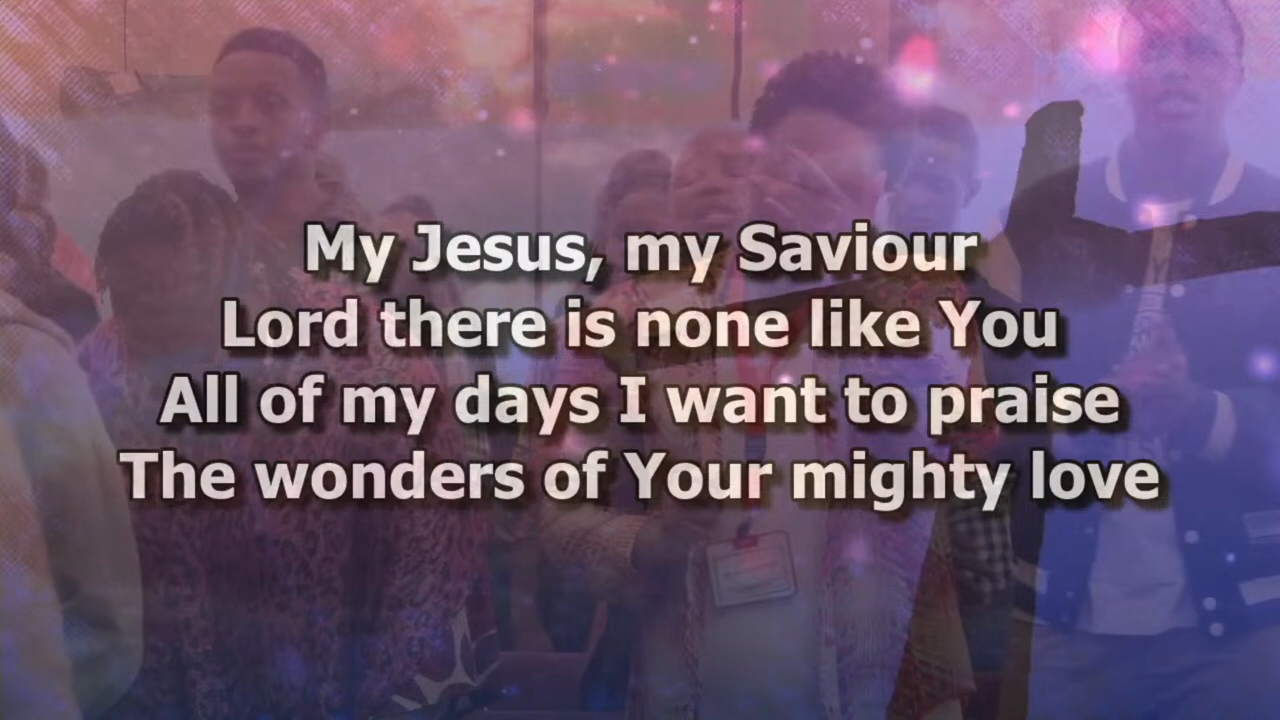 My Jesus, my Saviour
Lord there is none like You
All of my days I want to praise
The wonders of Your mighty love